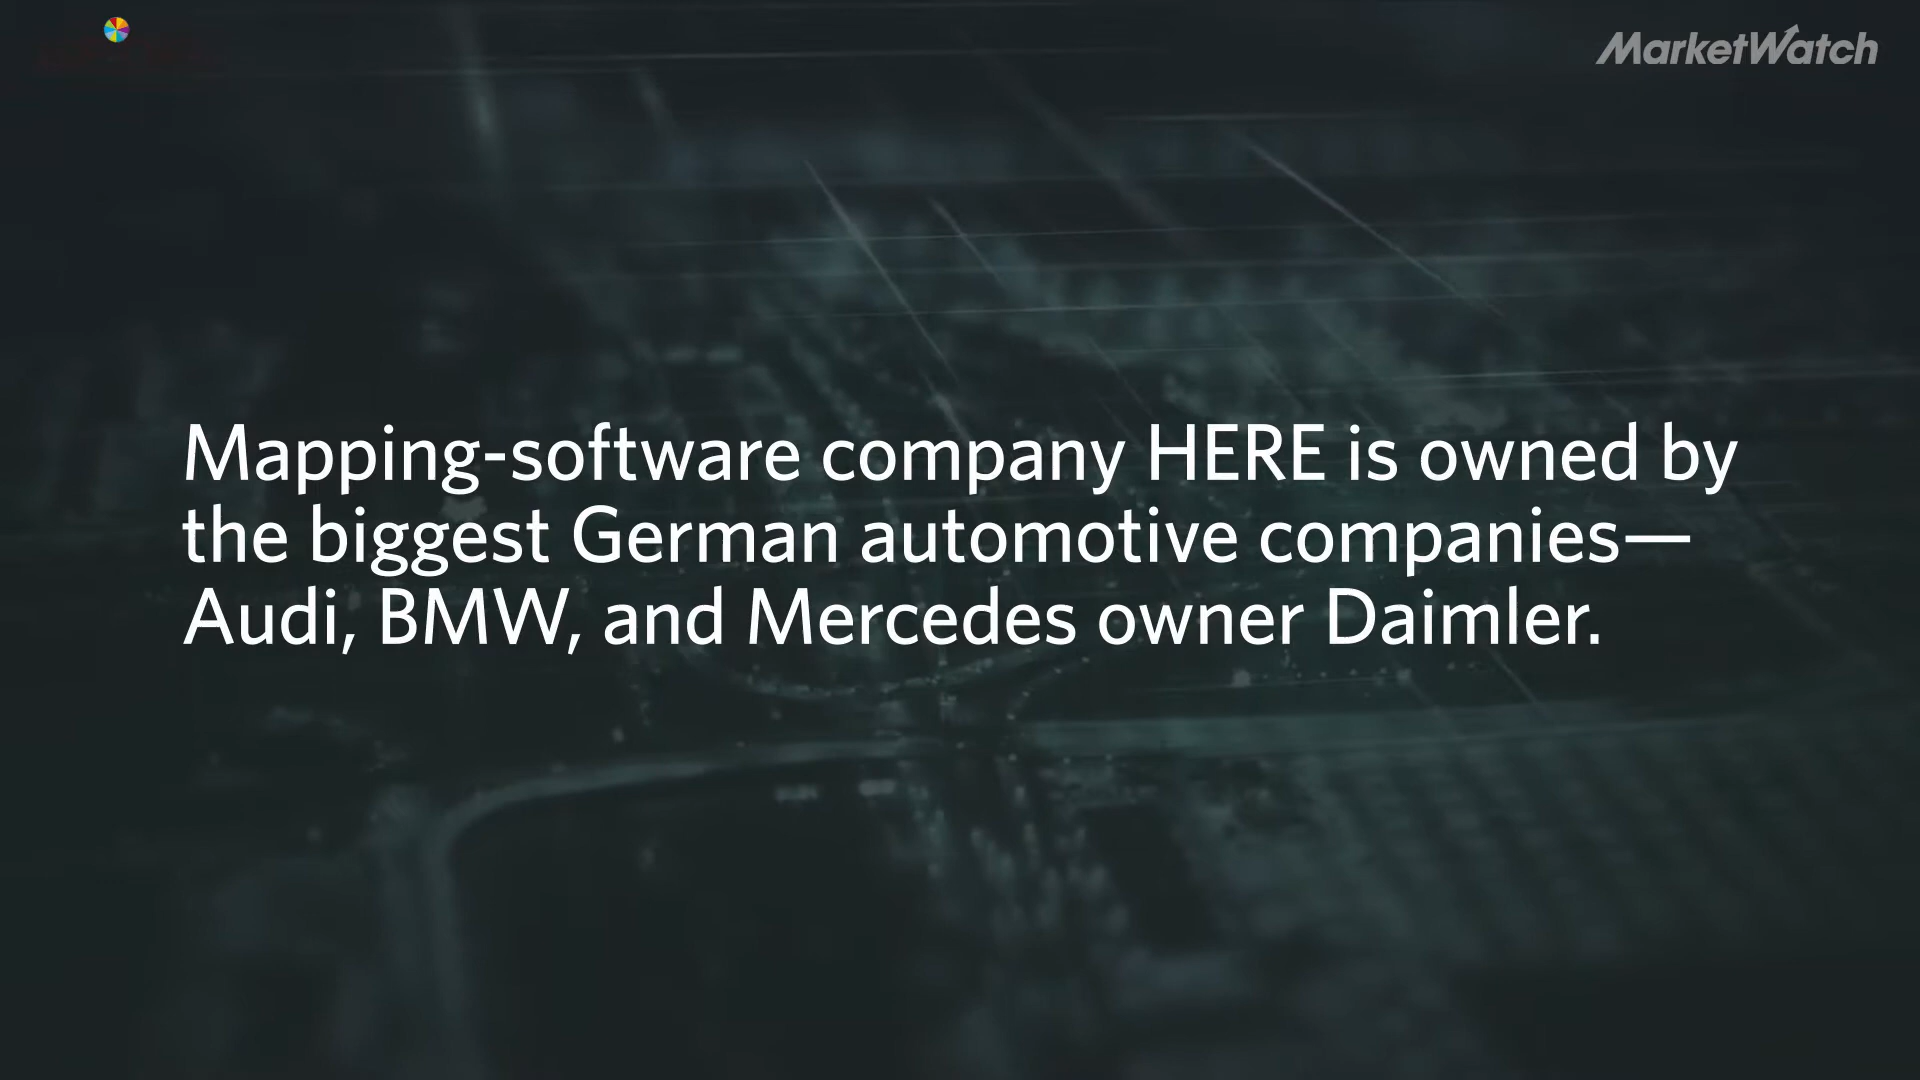 MarketWatch
Mapping-software company HERE is owned by
the biggest German automotive companies—
Audi, BMW, and Mercedes owner Daimler.